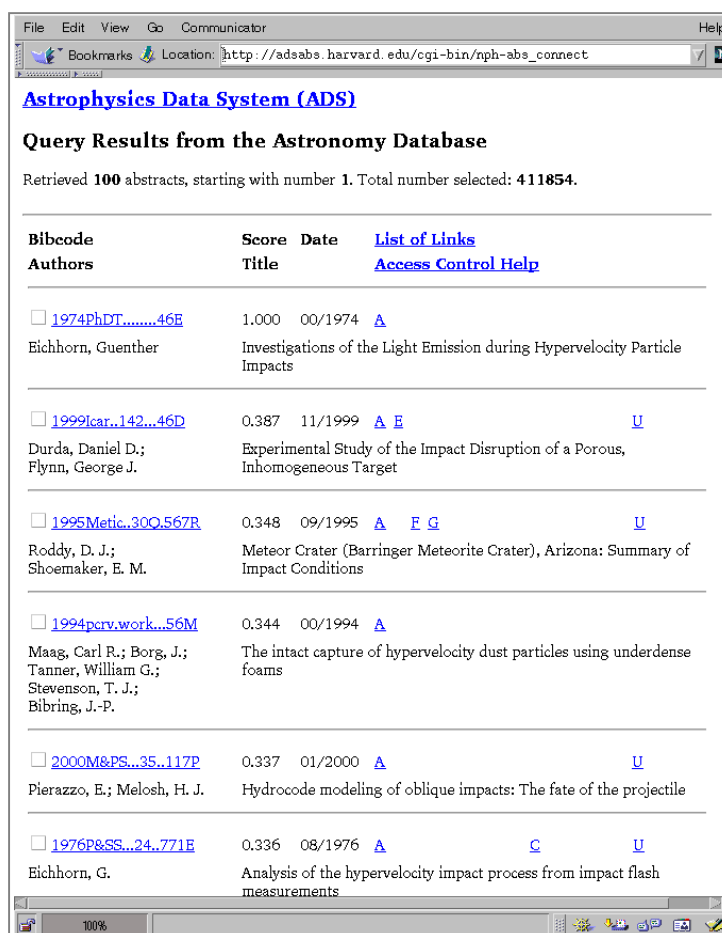 File Edit View Go Communicator Help
Bookmarks Location: http://adsabs.harvard.edu/cgi-bin/nph-abs_connect
Astrophysics Data System (ADS)
Query Results from the Astronomy Database
Retrieved 100 abstracts, starting with number 1. Total number selected: 411854.
Bibcode Score Date List of Links
Authors Title Access Control Help
1974PhDT........46E 1.000 00/1974 A
Eichhorn, Guenther Investigations of the Light Emission during Hypervelocity Particle
Impacts
1999Icar..142...46D 0.387 11/1999 A E U
Durda, Daniel D.; Experimental Study of the Impact Disruption of a Porous,
Flynn, George J. Inhomogeneous Target
1995Metic..30Q.567R 0.348 09/1995 A F G U
Roddy, D. J.; Meteor Crater (Barringer Meteorite Crater), Arizona: Summary of
Shoemaker, E. M. Impact Conditions
1994pcrv.work...56M 0.344 00/1994 A
Maag, Carl R.; Borg, J.; The intact capture of hypervelocity dust particles using underdense
Tanner, William G.; foams
Stevenson, T. J.;
Bibring, J.-P.
2000M&PS...35..117P 0.337 01/2000 A U
Pierazzo, E.; Melosh, H. J. Hydrocode modeling of oblique impacts: The fate of the projectile
1976P&SS...24..771E 0.336 08/1976 A C U
Eichhorn, G. Analysis of the hypervelocity impact process from impact flash
measurements
100%